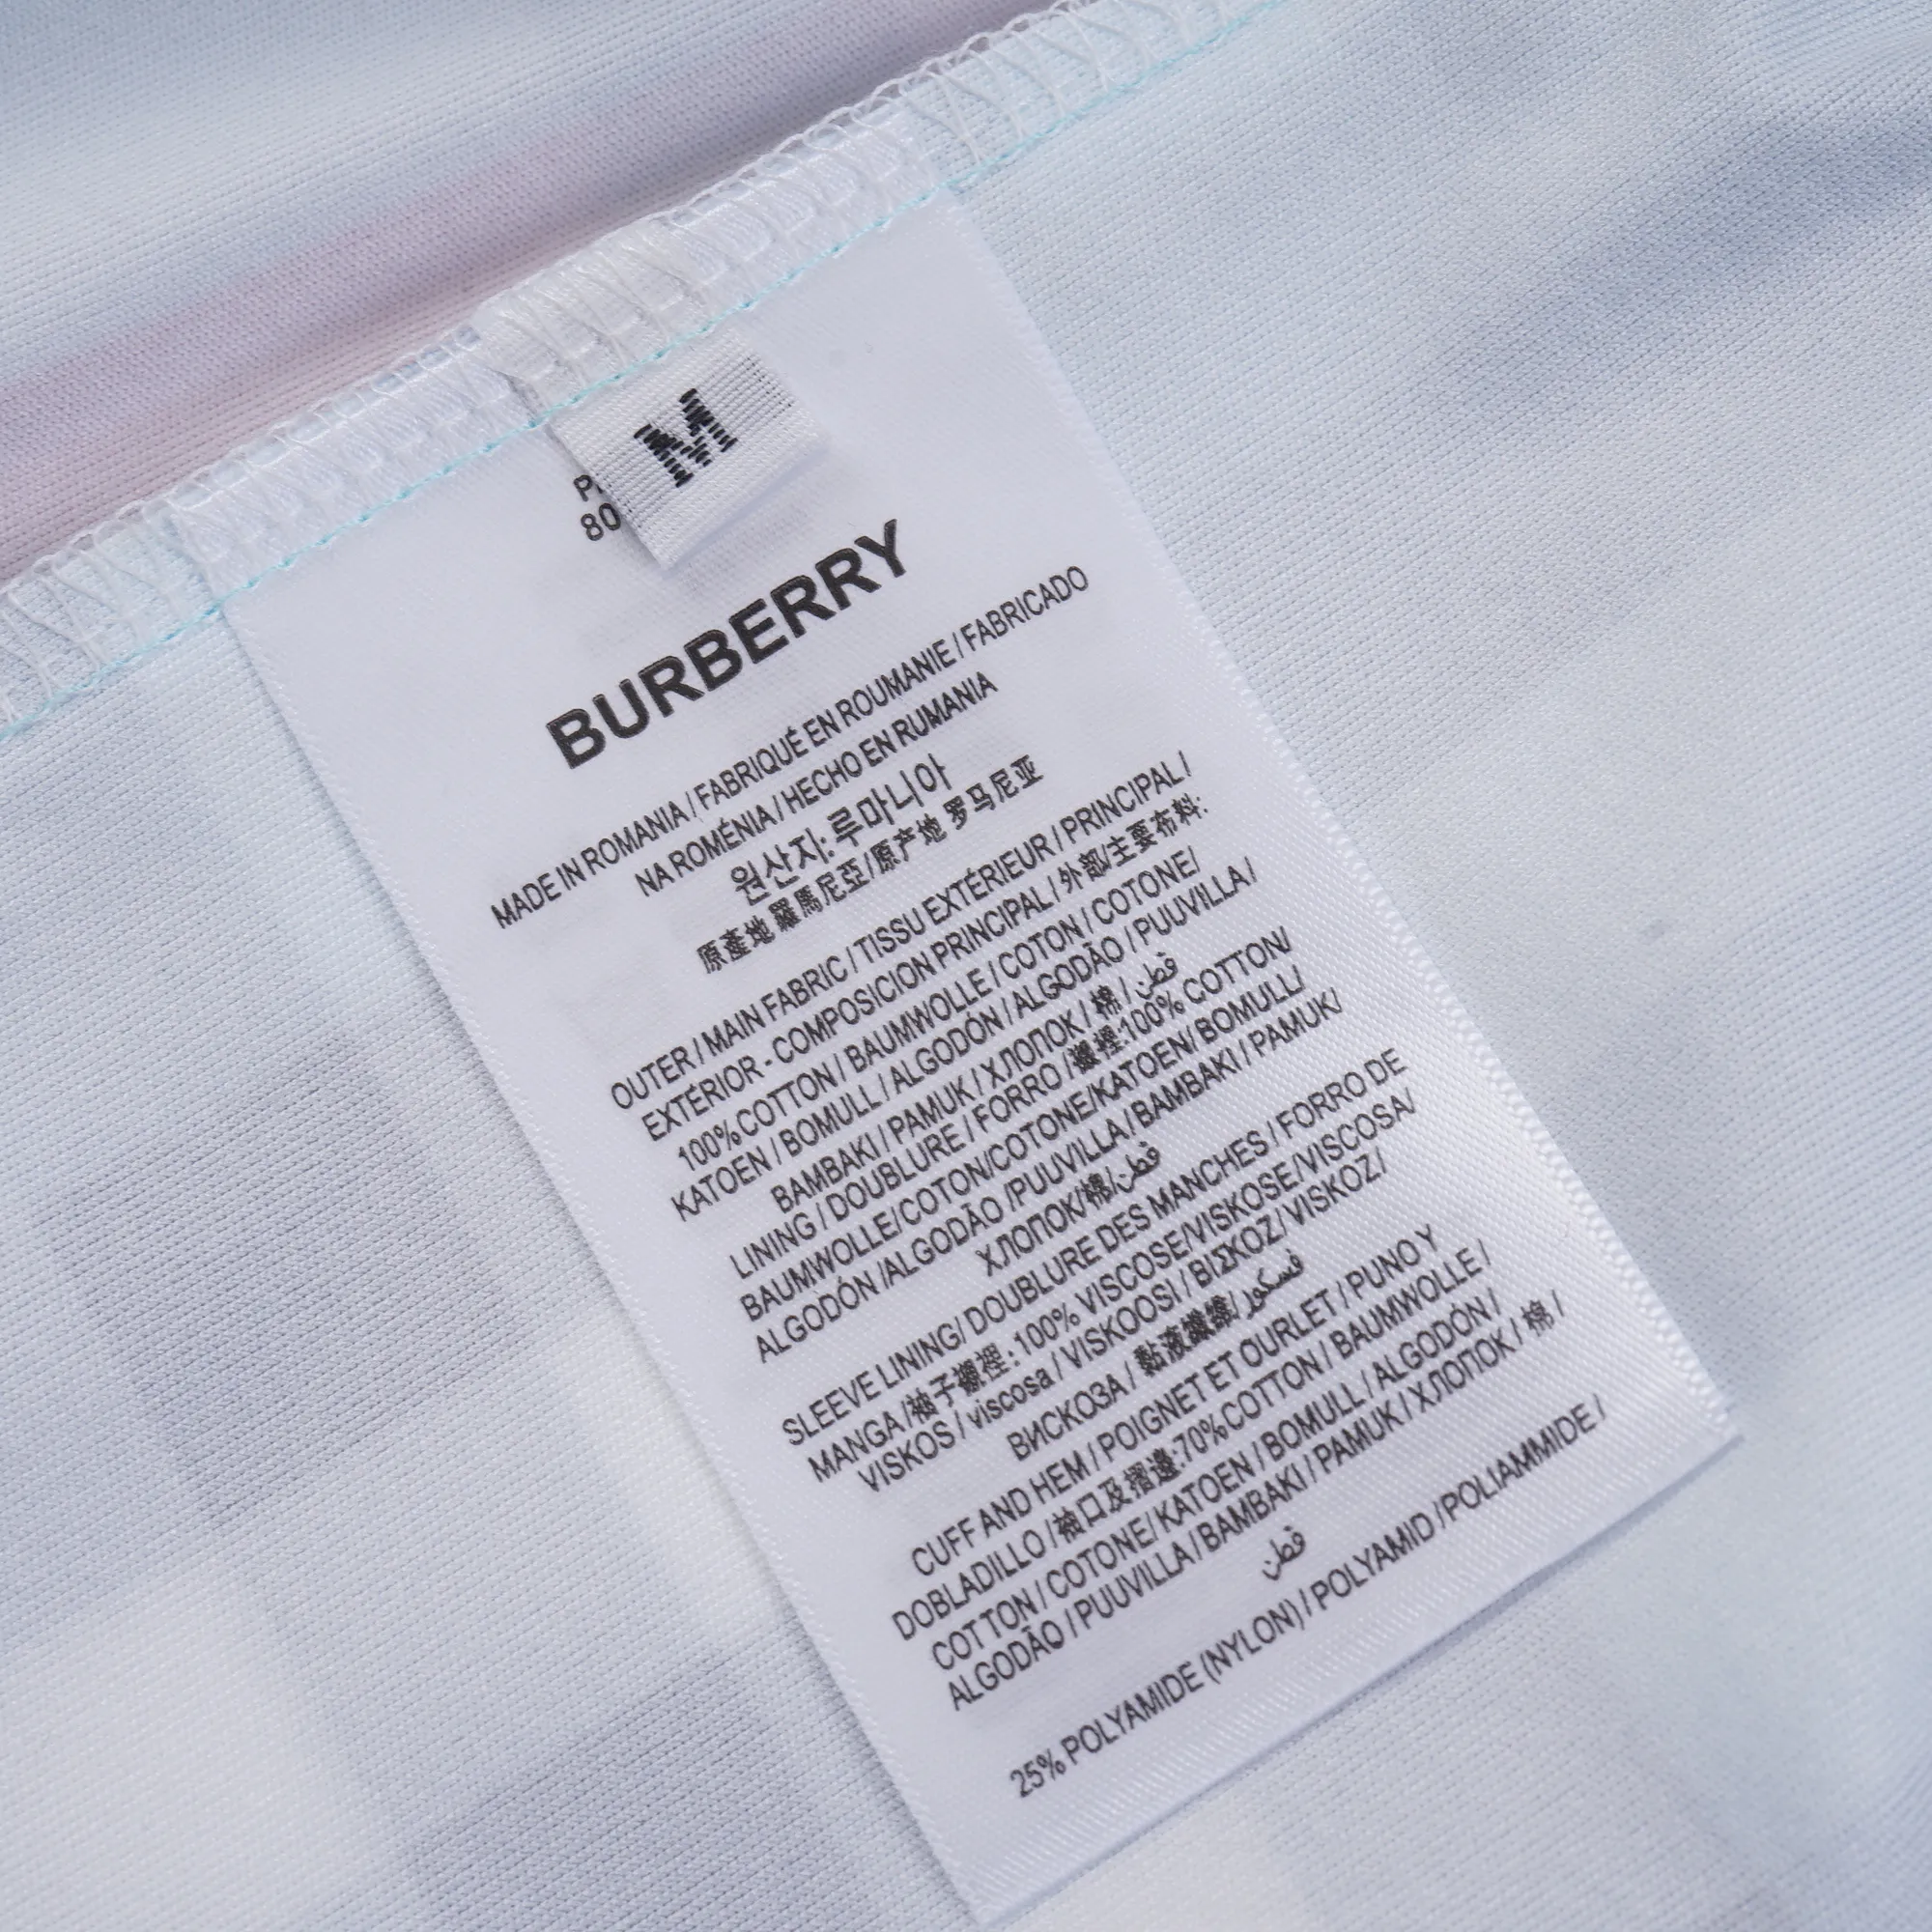 M
80
BURBERRY
MADE IN ROMANIA / FABRIQUÉ EN ROUMANIE / FABRICADO
NA ROMÉNIA / HECHO EN RUMANIA
원산지: 루마니아
原產地 羅馬尼亞/原产地 罗马尼亚
OUTER / MAIN FABRIC / TISSU EXTÉRIEUR / PRINCIPAL /
EXTERIOR - COMPOSICION PRINCIPAL / 外部/主要布料:
100% COTTON / BAUMWOLLE / COTON / COTONE/
KATOEN / BOMULL / ALGODÓN / ALGODÃO / PUUVILLA /
BAMBAKI / PAMUK / ХЛОПОК / 棉 / قطن
LINING / DOUBLURE / FORRO /襯裡:100% COTTON/
BAUMWOLLE/COTON/COTONE/KATOEN/ BOMULL/
ALGODÓN /ALGODÃO /PUUVILLA / BAMBAKI / PAMUK/
ХЛОПОК/棉/قطن
SLEEVE LINING/ DOUBLURE DES MANCHES / FORRO DE
MANGA /袖子襯裡: 100% VISCOSE/VISKOSE/VISCOSA/
VISKOS / viscosa / VISKOOSI / ΒΙΣΚΟΖ/ VISKOZ /
ВИСКОЗА / 黏液纖維/ فسكوز
CUFF AND HEM / POIGNET ET OURLET / PUNO Y
DOBLADILLO /袖口及摺邊:70% COTTON / BAUMWOLLE /
COTTON / COTONE/ KATOEN / BOMULL / ALGODÓN /
ALGODÃO / PUUVILLA / BAMBAKI / PAMUK / ХЛОПОК / 棉 /
قطن
25% POLYAMIDE (NYLON) / POLYAMID /POLIAMMIDE /